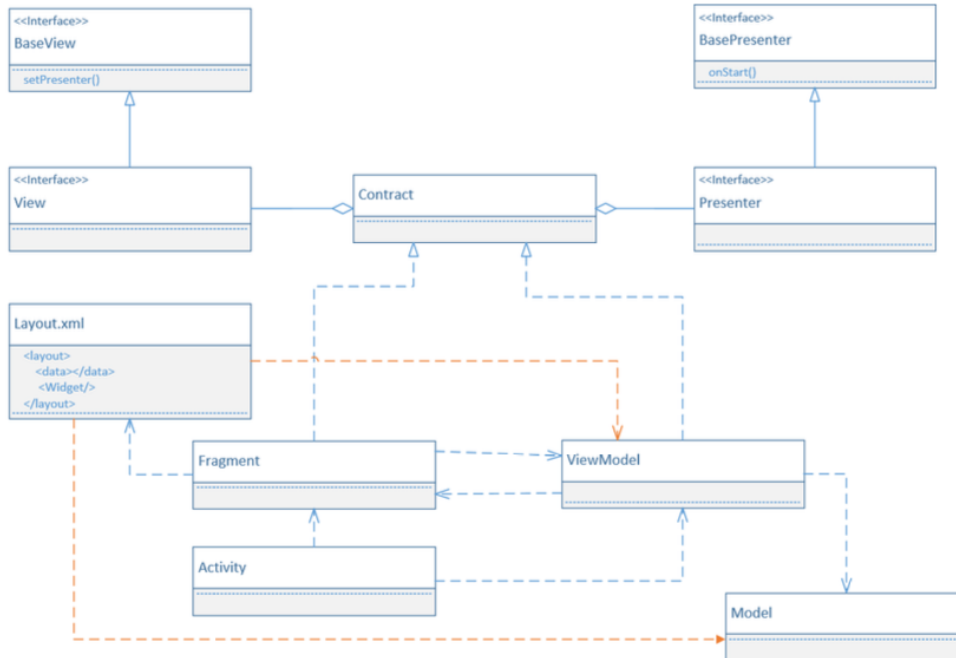 <<Interface>>
BaseView
setPresenter()
<<Interface>>
BasePresenter
onStart()
<<Interface>>
View
Contract
<<Interface>>
Presenter
Layout.xml
<layout>
<data></data>
<Widget/>
</layout>
Fragment
ViewModel
Activity
Model